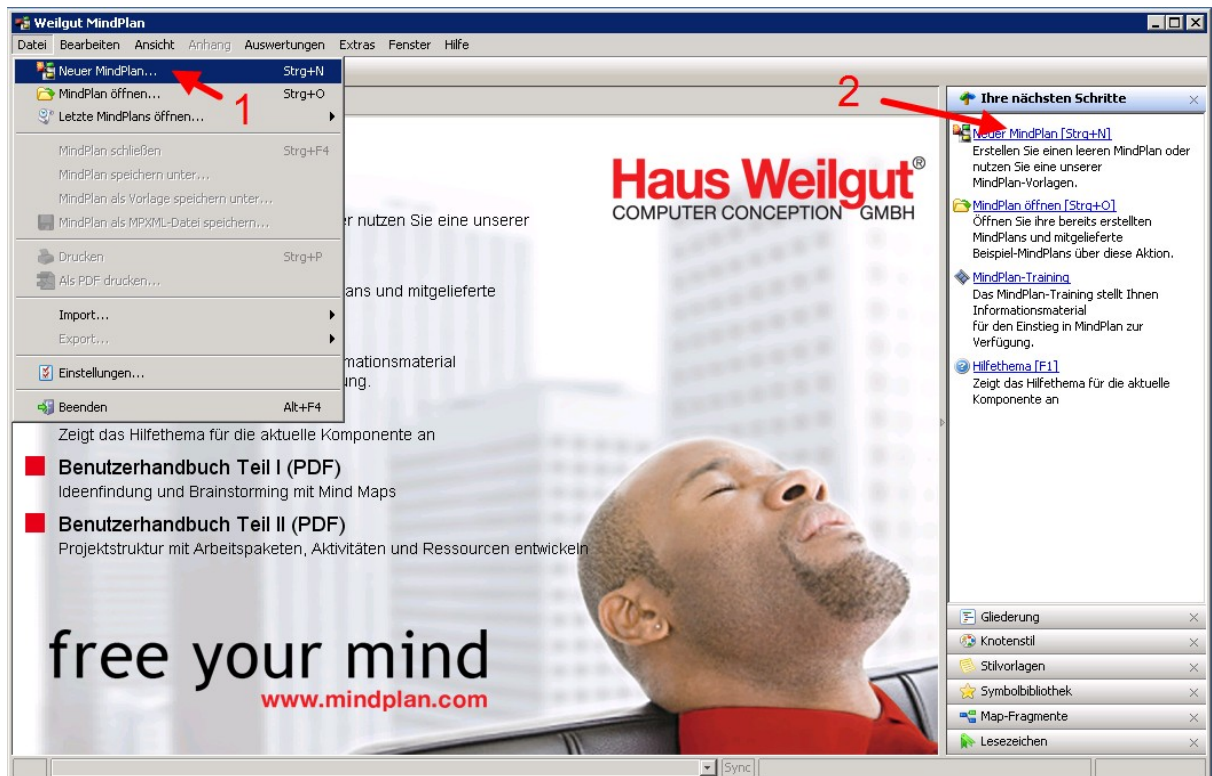 Weilgut MindPlan
Datei Bearbeiten Ansicht Anhang Auswertungen Extras Fenster Hilfe
Neuer MindPlan... Strg+N
MindPlan öffnen... Strg+O
Letzte MindPlans öffnen...
MindPlan schließen Strg+F4
MindPlan speichern unter...
MindPlan als Vorlage speichern unter...
MindPlan als MPXML-Datei speichern...
Drucken Strg+P
Als PDF drucken...
Import...
Export...
Einstellungen...
Beenden Alt+F4
1
2
Haus Weilgut®
COMPUTER CONCEPTION GMBH
r nutzen Sie eine unserer
ans und mitgelieferte
mationsmaterial
ung.
Zeigt das Hilfethema für die aktuelle Komponente an
Benutzerhandbuch Teil I (PDF)
Ideenfindung und Brainstorming mit Mind Maps
Benutzerhandbuch Teil II (PDF)
Projektstruktur mit Arbeitspaketen, Aktivitäten und Ressourcen entwickeln
free your mind
www.mindplan.com
Ihre nächsten Schritte
Neuer MindPlan [Strg+N]
Erstellen Sie einen leeren MindPlan oder
nutzen Sie eine unserer
MindPlan-Vorlagen.
MindPlan öffnen [Strg+O]
Öffnen Sie ihre bereits erstellten
MindPlans und mitgelieferte
Beispiel-MindPlans über diese Aktion.
MindPlan-Training
Das MindPlan-Training stellt Ihnen
Informationsmaterial
für den Einstieg in MindPlan zur
Verfügung.
Hilfethema [F1]
Zeigt das Hilfethema für die aktuelle
Komponente an
Gliederung
Knotenstil
Stilvorlagen
Symbolbibliothek
Map-Fragmente
Lesezeichen
Sync